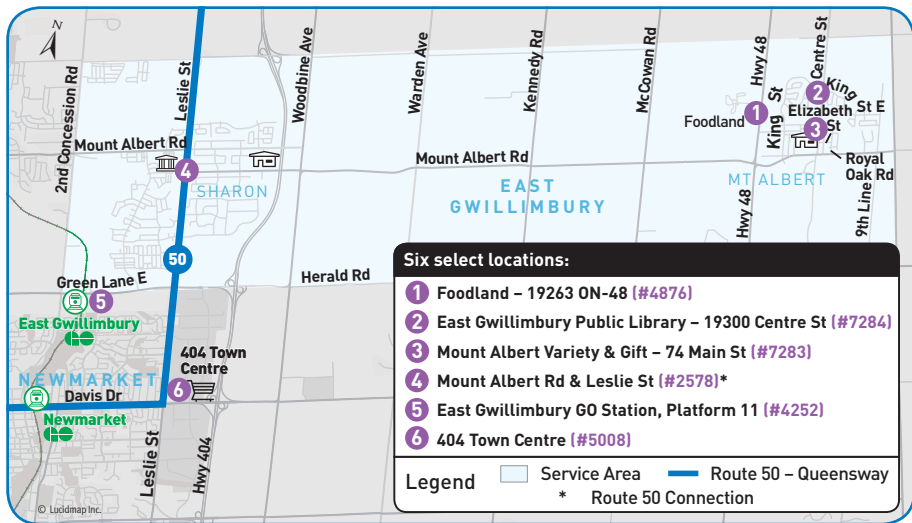 N
2nd Concession Rd
Leslie St
Woodbine Ave
Warden Ave
Kennedy Rd
McCowan Rd
Hwy 48
Centre St
1
Foodland
King St
2
King St E
Elizabeth St
3
Mount Albert Rd
4
SHARON
Mount Albert Rd
EAST
GWILLIMBURY
MT ALBERT
Royal
Oak Rd
Hwy 48
9th Line
50
Green Lane E
Herald Rd
5
East Gwillimbury
404 Town
Centre
NEWMARKET
6
Davis Dr
Newmarket
Leslie St
Hwy 404
Six select locations:
1 Foodland – 19263 ON-48 (#4876)
2 East Gwillimbury Public Library – 19300 Centre St (#7284)
3 Mount Albert Variety & Gift – 74 Main St (#7283)
4 Mount Albert Rd & Leslie St (#2578)*
5 East Gwillimbury GO Station, Platform 11 (#4252)
6 404 Town Centre (#5008)
Legend Service Area Route 50 – Queensway
* Route 50 Connection
© Lucidmap Inc.